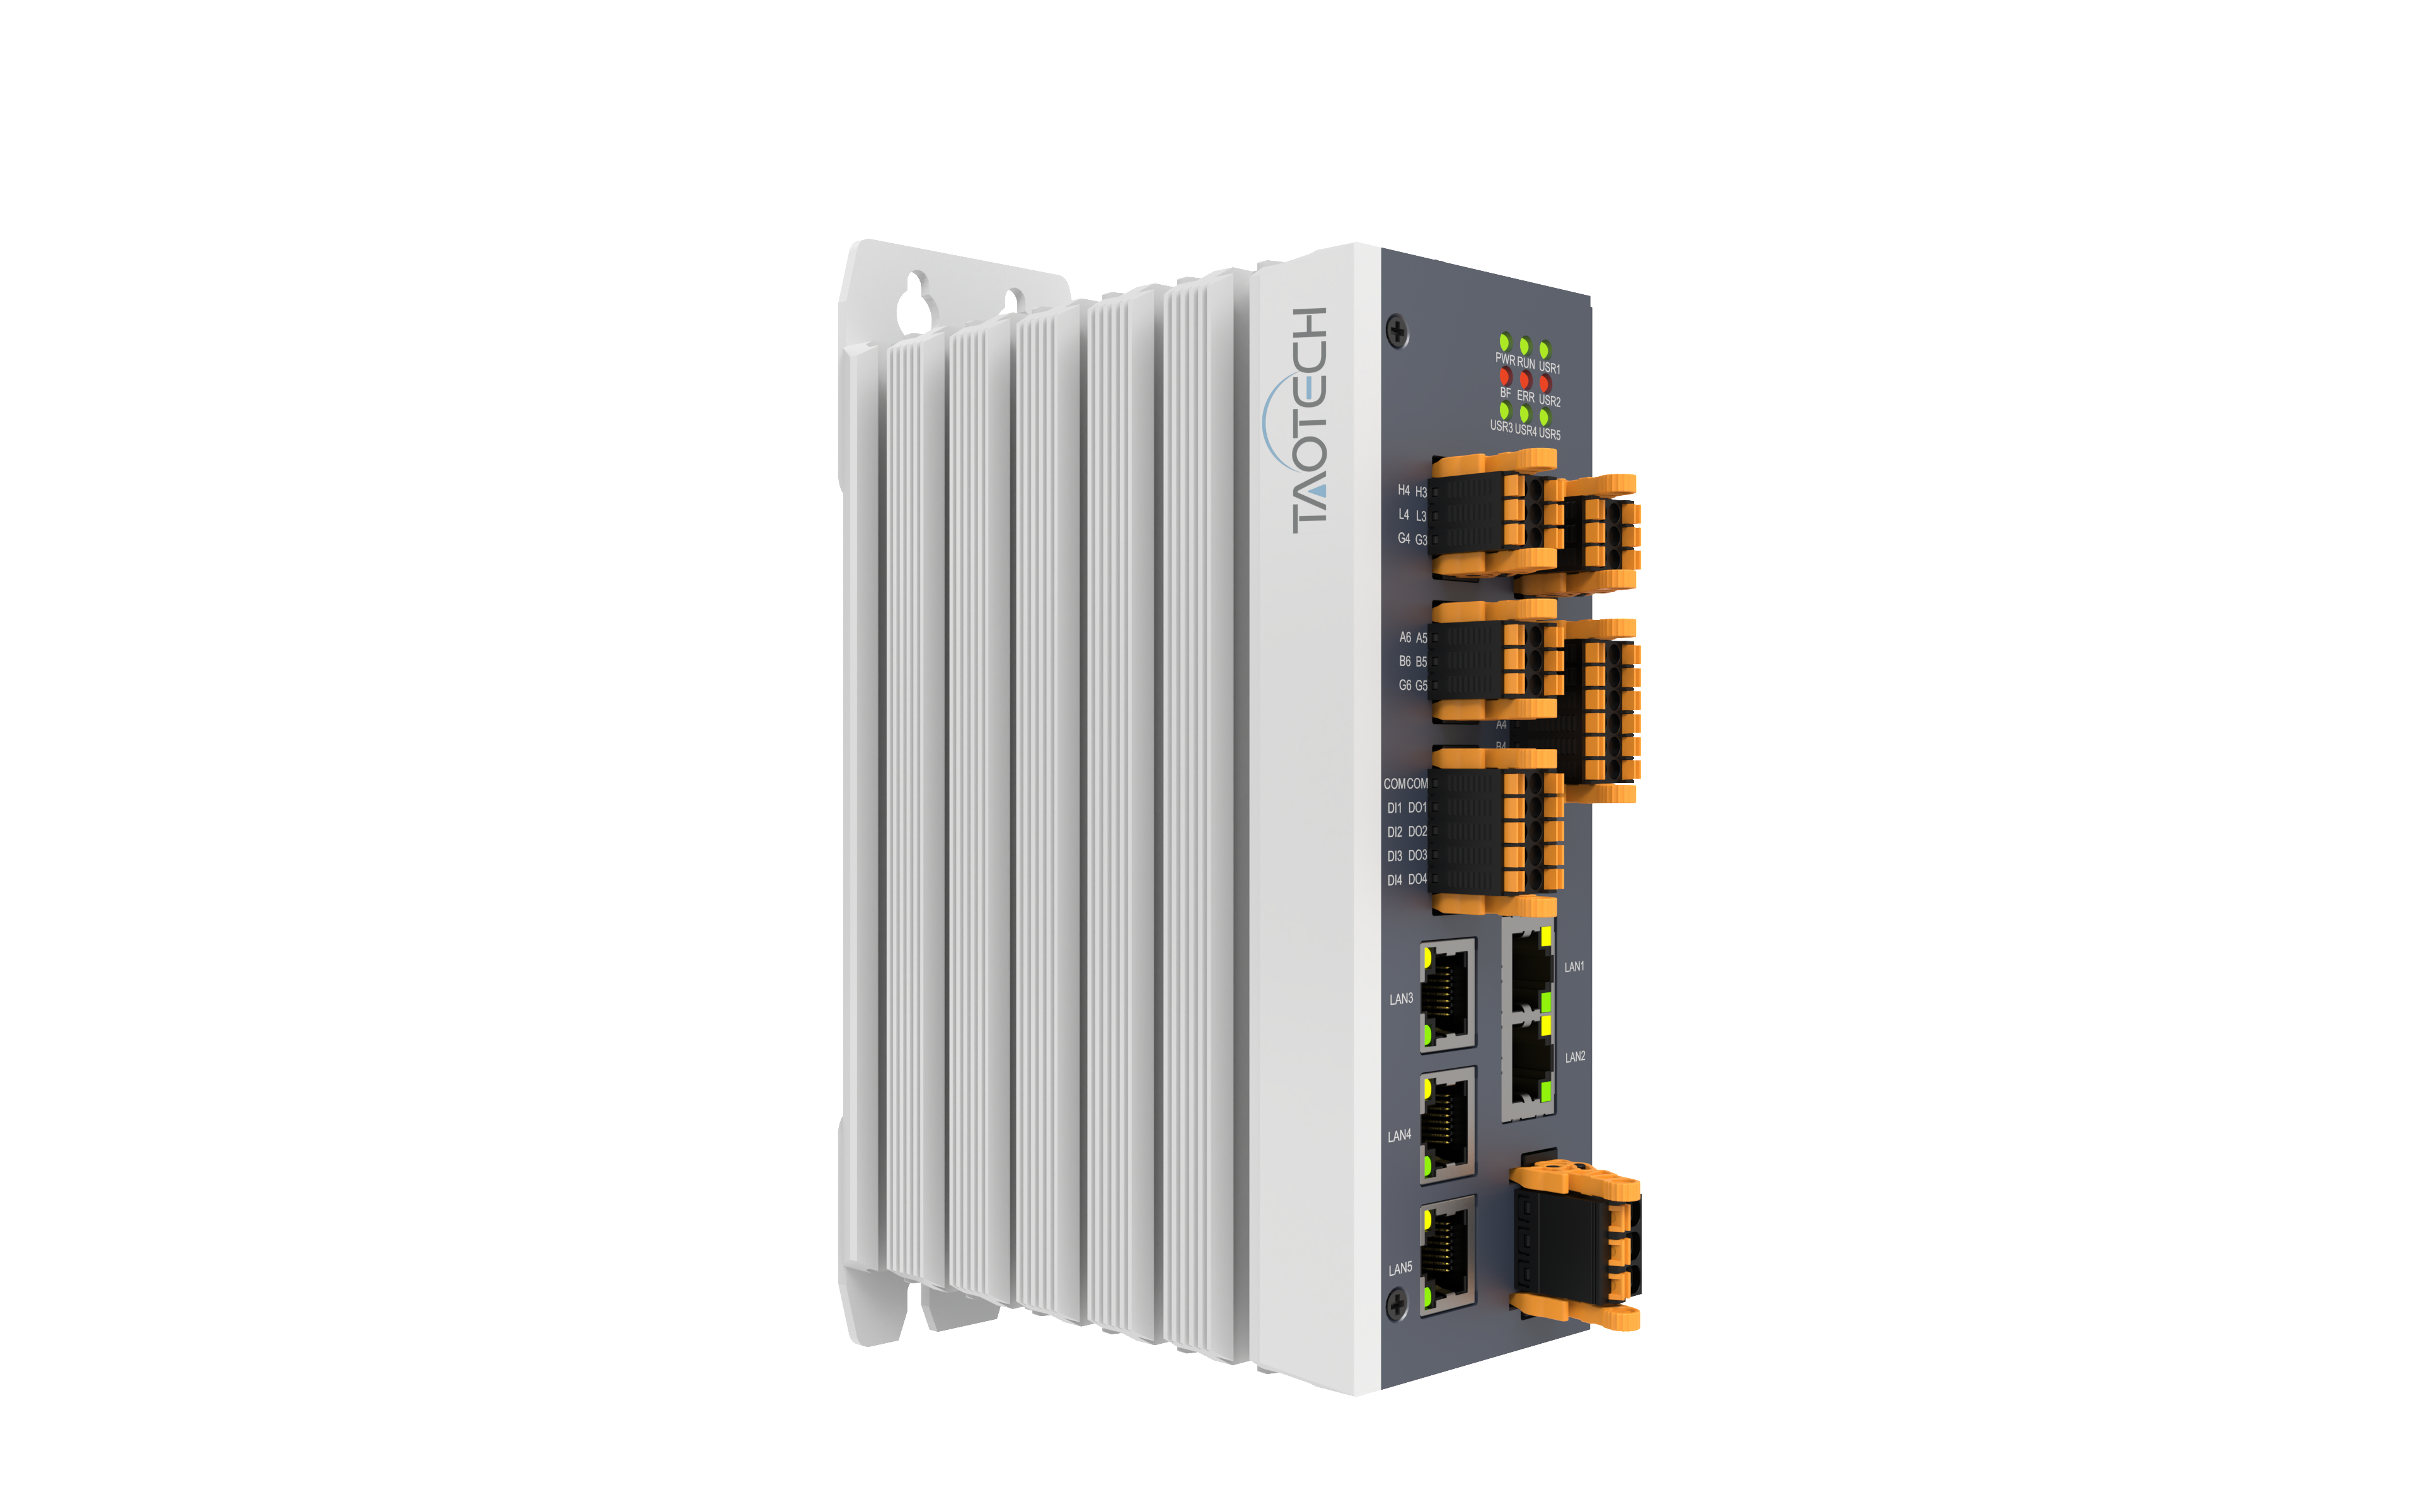 TAOTECH
PWR RUN USR1
BF ERR USR2
USR3 USR4 USR5
H4 H3
L4 L3
G4 G3
A6 A5
B6 B5
G6 G5
A4
B4
COM COM
DI1 DO1
DI2 DO2
DI3 DO3
DI4 DO4
LAN1
LAN3
LAN2
LAN4
LAN5